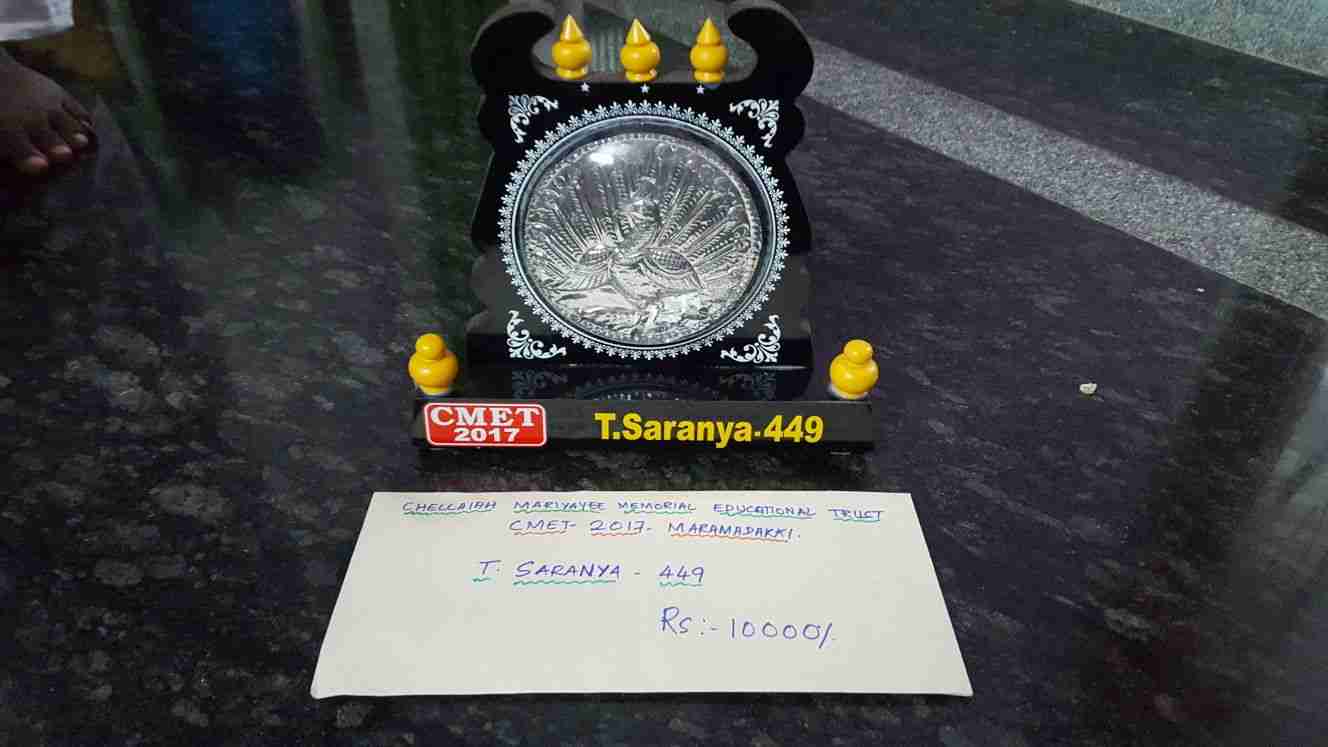 CMET
2017
T.Saranya-449
CHELLAIAH MARIYAYEE MEMORIAL EDUCATIONAL TRUST
CMET- 2017- MARAMADAKKI.
T. SARANYA - 449
Rs:- 10000/.